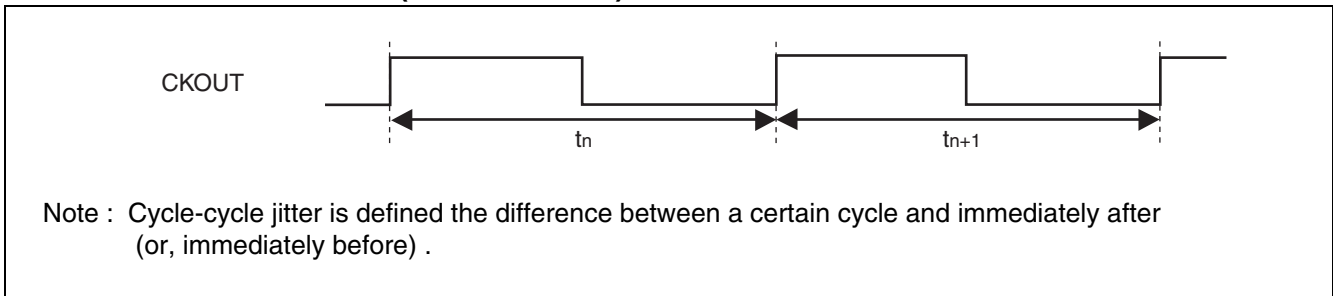 CKOUT
tn
tn+1
Note : Cycle-cycle jitter is defined the difference between a certain cycle and immediately after
(or, immediately before) .